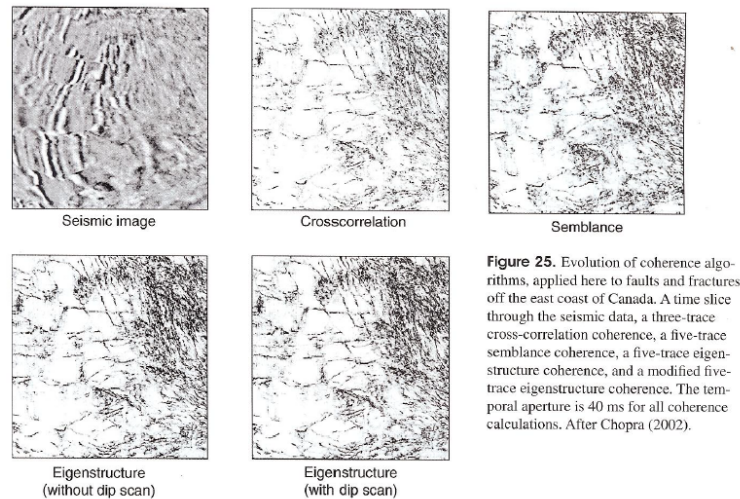 Seismic image
Crosscorrelation
Semblance
Eigenstructure
(without dip scan)
Eigenstructure
(with dip scan)
Figure 25. Evolution of coherence algo-
rithms, applied here to faults and fractures
off the east coast of Canada. A time slice
through the seismic data, a three-trace
cross-correlation coherence, a five-trace
semblance coherence, a five-trace eigen-
structure coherence, and a modified five-
trace eigenstructure coherence. The tem-
poral aperture is 40 ms for all coherence
calculations. After Chopra (2002).